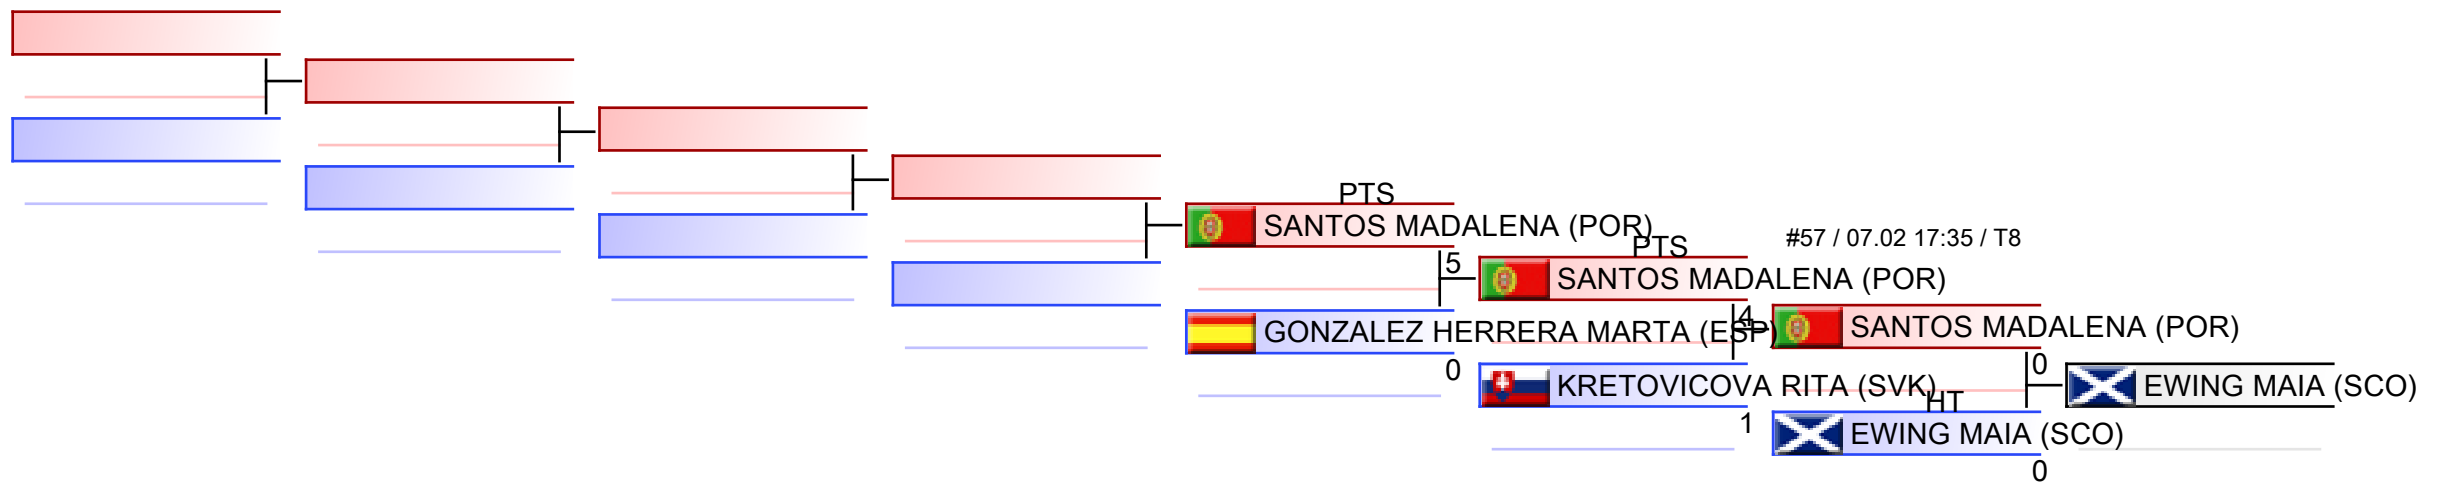 PTS
SANTOS MADALENA (POR)
5
GONZALEZ HERRERA MARTA (ESP)
0
PTS
SANTOS MADALENA (POR)
4
KRETOVICOVA RITA (SVK)
1
#57 / 07.02 17:35 / T8
SANTOS MADALENA (POR)
0
HT
EWING MAIA (SCO)
0
EWING MAIA (SCO)